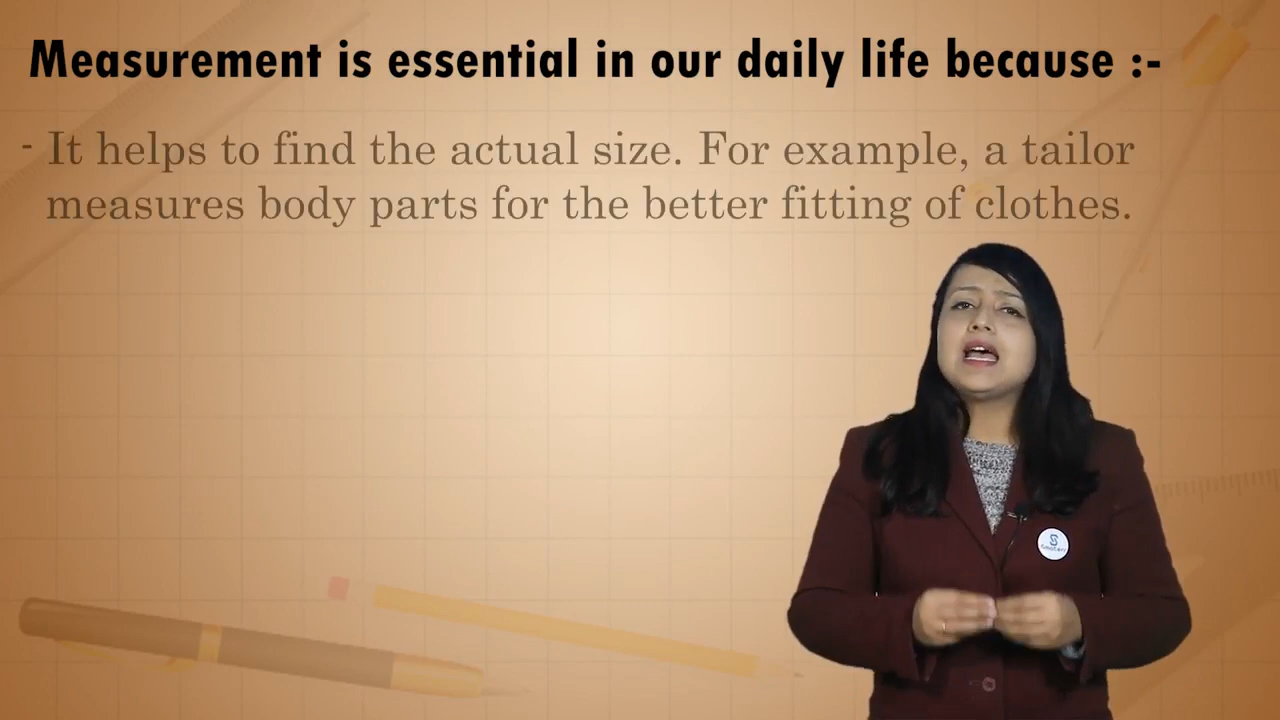 Measurement is essential in our daily life because :-
- It helps to find the actual size. For example, a tailor
measures body parts for the better fitting of clothes.